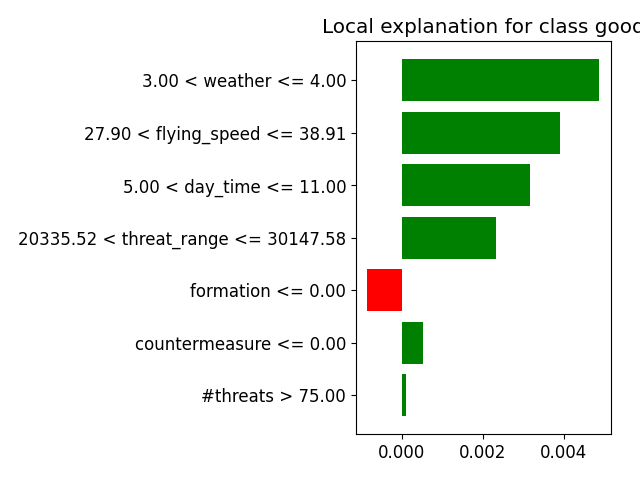 Local explanation for class good
3.00 < weather <= 4.00
27.90 < flying_speed <= 38.91
5.00 < day_time <= 11.00
20335.52 < threat_range <= 30147.58
formation <= 0.00
countermeasure <= 0.00
#threats > 75.00
0.000 0.002 0.004